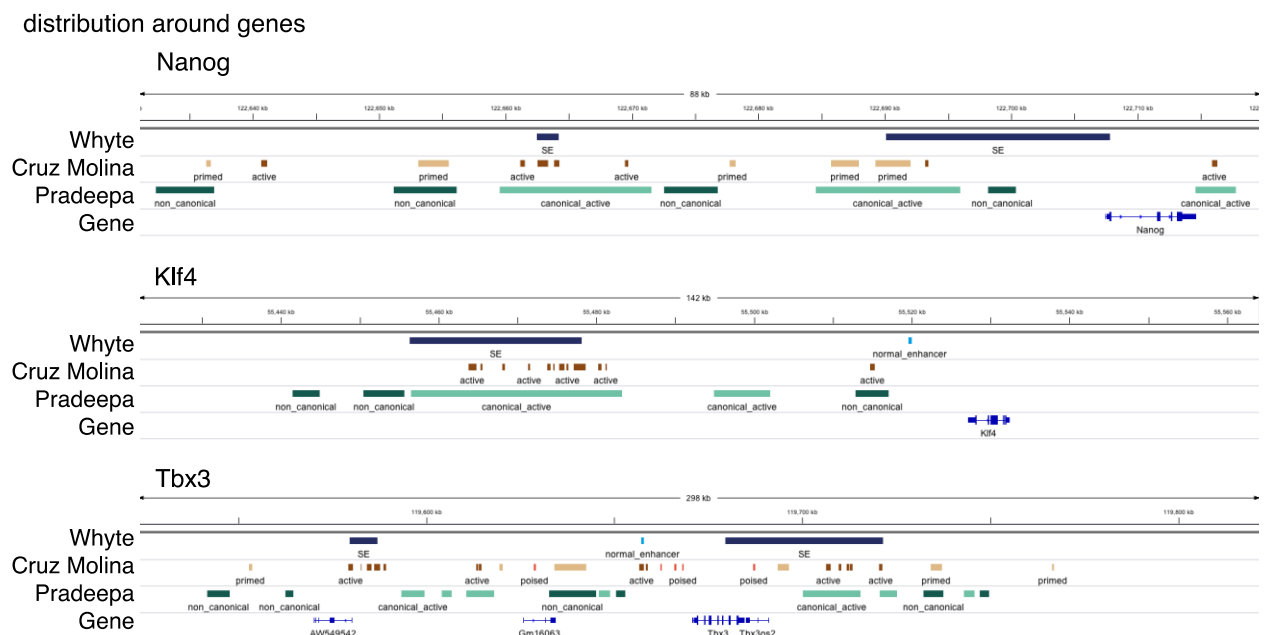 distribution around genes
Nanog
88 kb
122,640 kb 122,650 kb 122,660 kb 122,670 kb 122,680 kb 122,690 kb 122,700 kb 122,710 kb
Whyte
SE SE
Cruz Molina
primed active primed active active primed primed primed active
Pradeepa
non_canonical non_canonical canonical_active non_canonical canonical_active non_canonical canonical_active
Gene
Nanog
Klf4
142 kb
55,440 kb 55,460 kb 55,480 kb 55,500 kb 55,520 kb 55,540 kb 55,560 kb
Whyte
SE normal_enhancer
Cruz Molina
active active active active active
Pradeepa
non_canonical non_canonical canonical_active canonical_active non_canonical
Gene
Klf4
Tbx3
298 kb
119,600 kb 119,700 kb 119,800 kb
Whyte
SE normal_enhancer SE
Cruz Molina
primed active active poised active poised poised active active primed primed
Pradeepa
non_canonical non_canonical canonical_active non_canonical canonical_active non_canonical
Gene
AW549542 Gm16063 Tbx3 Tbx3os2